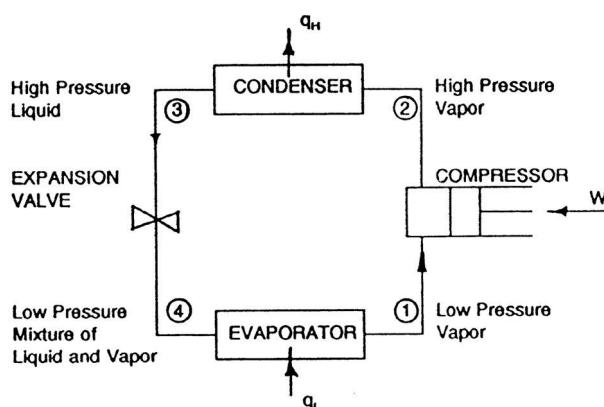 qH
CONDENSER
High Pressure
Liquid
3
2
High Pressure
Vapor
EXPANSION
VALVE
COMPRESSOR
W
Low Pressure
Mixture of
Liquid and Vapor
4
EVAPORATOR
1
Low Pressure
Vapor